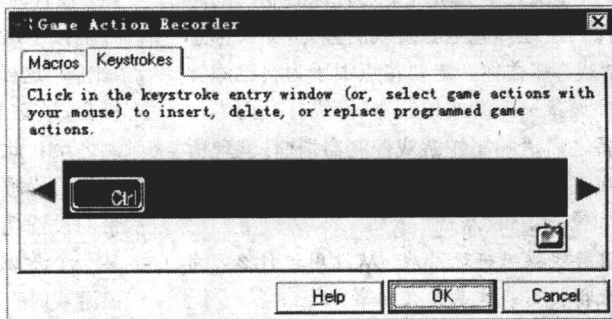 Game Action Recorder
Macros Keystrokes
Click in the keystroke entry window (or, select game actions with
your mouse) to insert, delete, or replace programmed game
actions.
Ctrl
Help OK Cancel